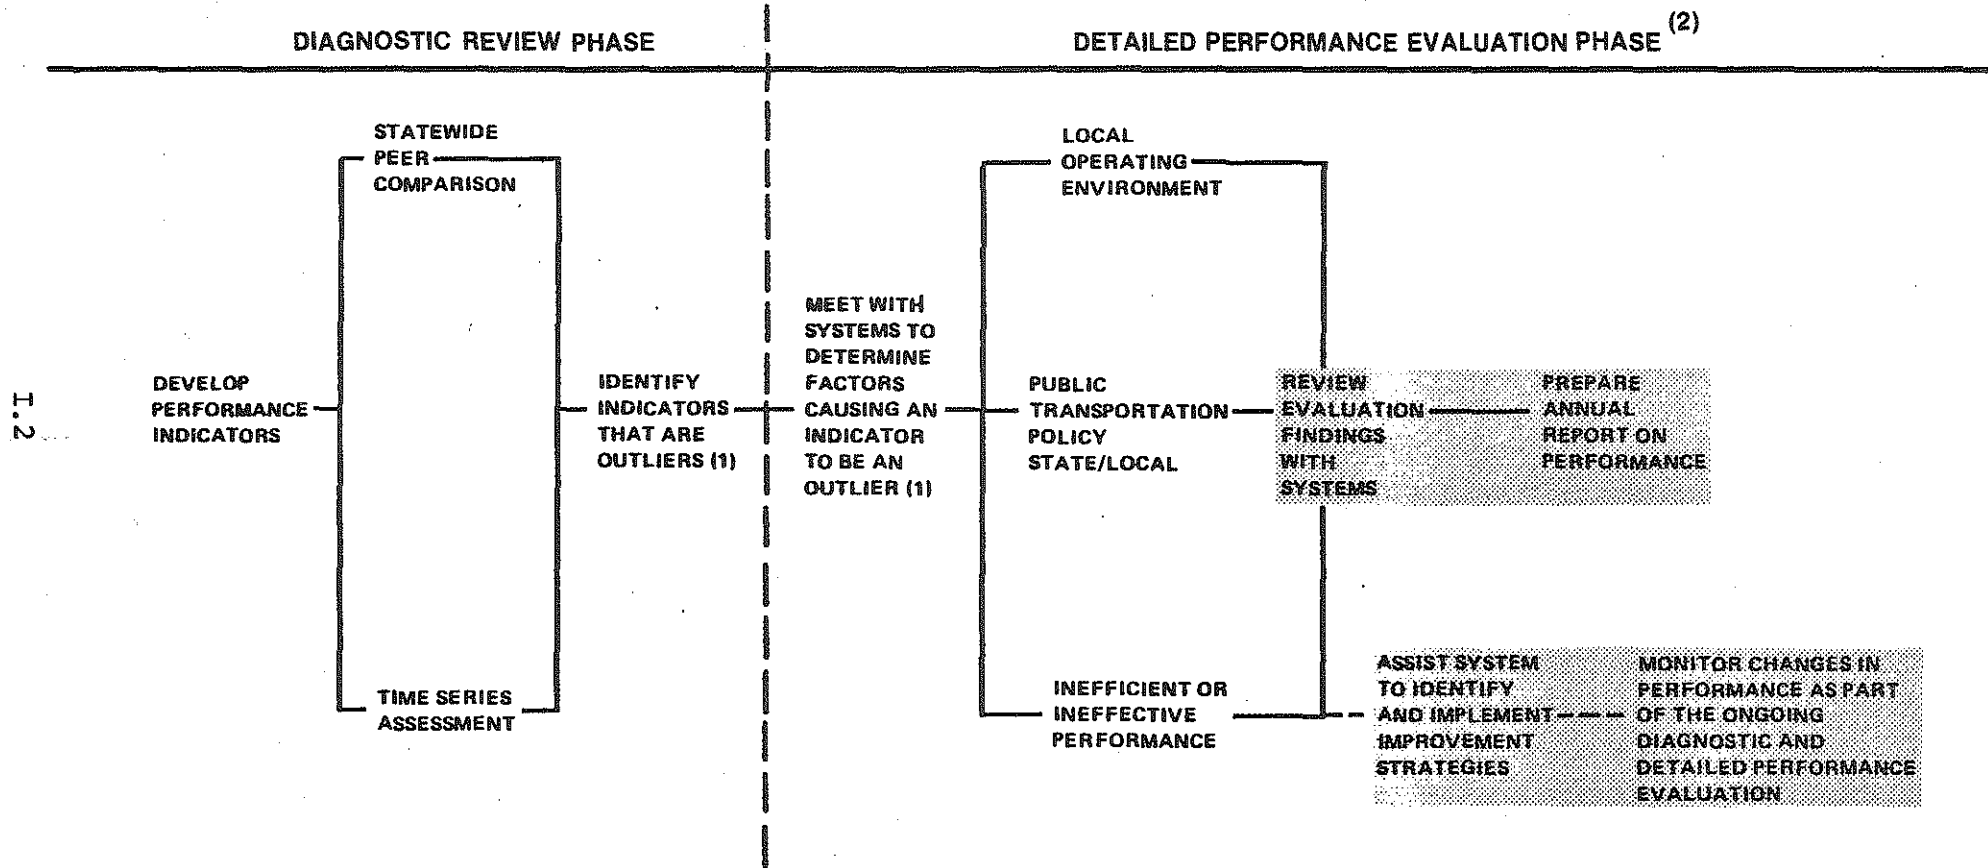 DIAGNOSTIC REVIEW PHASE
DETAILED PERFORMANCE EVALUATION PHASE (2)
STATEWIDE
PEER
COMPARISON
DEVELOP
PERFORMANCE
INDICATORS
TIME SERIES
ASSESSMENT
IDENTIFY
INDICATORS
THAT ARE
OUTLIERS (1)
MEET WITH
SYSTEMS TO
DETERMINE
FACTORS
CAUSING AN
INDICATOR
TO BE AN
OUTLIER (1)
LOCAL
OPERATING
ENVIRONMENT
PUBLIC
TRANSPORTATION
POLICY
STATE/LOCAL
INEFFICIENT OR
INEFFECTIVE
PERFORMANCE
REVIEW
EVALUATION
FINDINGS
WITH
SYSTEMS
PREPARE
ANNUAL
REPORT ON
PERFORMANCE
ASSIST SYSTEM
TO IDENTIFY
AND IMPLEMENT
IMPROVEMENT
STRATEGIES
MONITOR CHANGES IN
PERFORMANCE AS PART
OF THE ONGOING
DIAGNOSTIC AND
DETAILED PERFORMANCE
EVALUATION
I.2